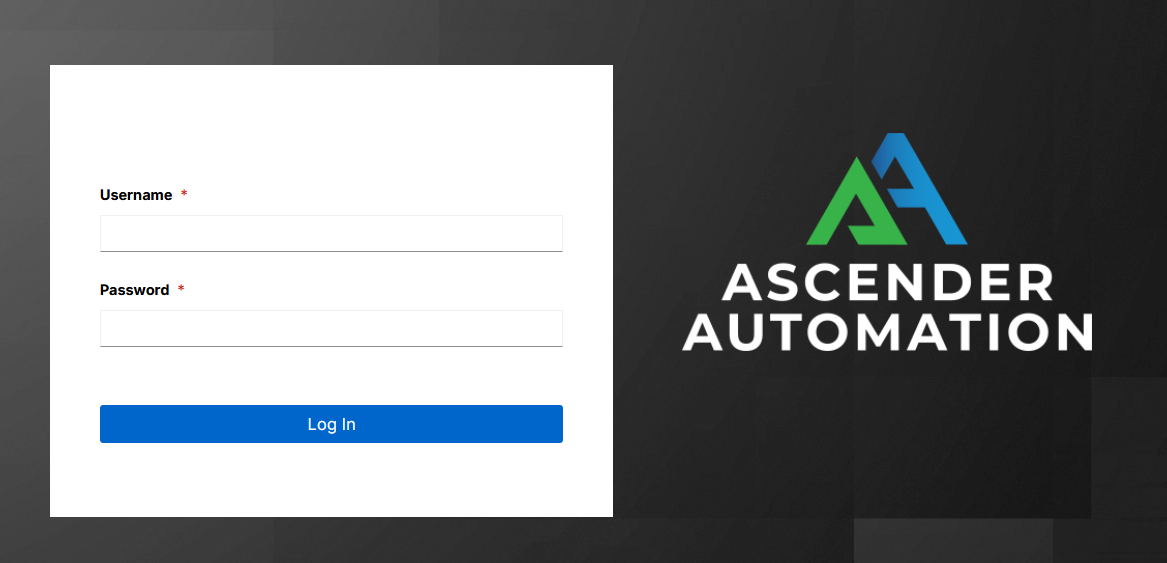 Username *
Password *
Log In
ASCENDER
AUTOMATION